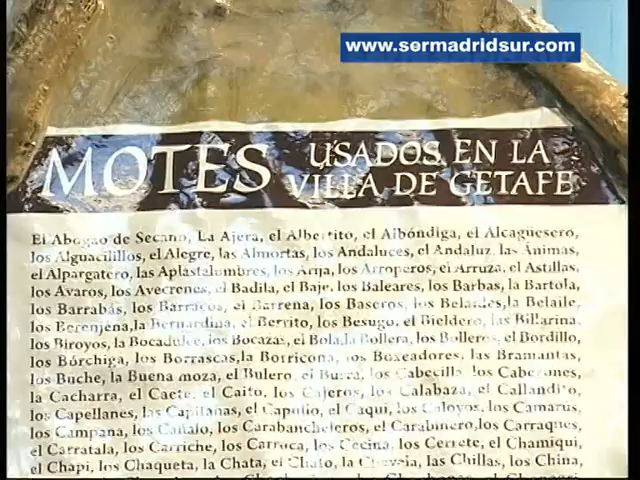 www.sermadridsur.com
MOTES USADOS EN LA
VILLA DE GETAFE
El Abogao de Secano, La Ajera, el Albertito, el Albóndiga, el Alcagüesero,
los Alguacilillos, el Alegre, las Almortas, los Andaluces, el Andaluz, las Ánimas,
el Alpargatero, las Aplastelumbres, los Arija, los Arroperos, el Arruza, el Astillas,
los Avaros, los Avecrenes, el Badila, el Baje, los Baleares, los Barbas, la Bartola,
los Barrabás, los Barracos, el Barrena, los Baseros, los Belaides, la Belaile,
los Berenjena, la Bernardina, el Berrito, los Besugo, el Bieldero, las Billarina,
los Biroyos, la Bocadulce, los Bocazas, el Bola, la Bollera, los Bolleros, el Bordillo,
los Bórchiga, los Borrascas, la Borricona, los Boxeadores, las Bramantas,
los Buche, la Buena moza, el Bulero, el Burra, los Cabecilla, los Cabezones,
la Cacharra, el Caete, el Caito, los Cajeros, los Calabaza, el Callandito,
los Capellanes, las Capitanas, el Capolio, el Caqui, los Caloyos, los Camarus,
los Campana, los Canalo, los Carabancheleros, el Carabinero, los Carraques,
el Carratala, los Carriche, los Carroca, los Cecina, los Cerrete, el Chamiqui,
el Chapi, los Chaqueta, la Chata, el Chato, la Chavaia, las Chillas, los China,